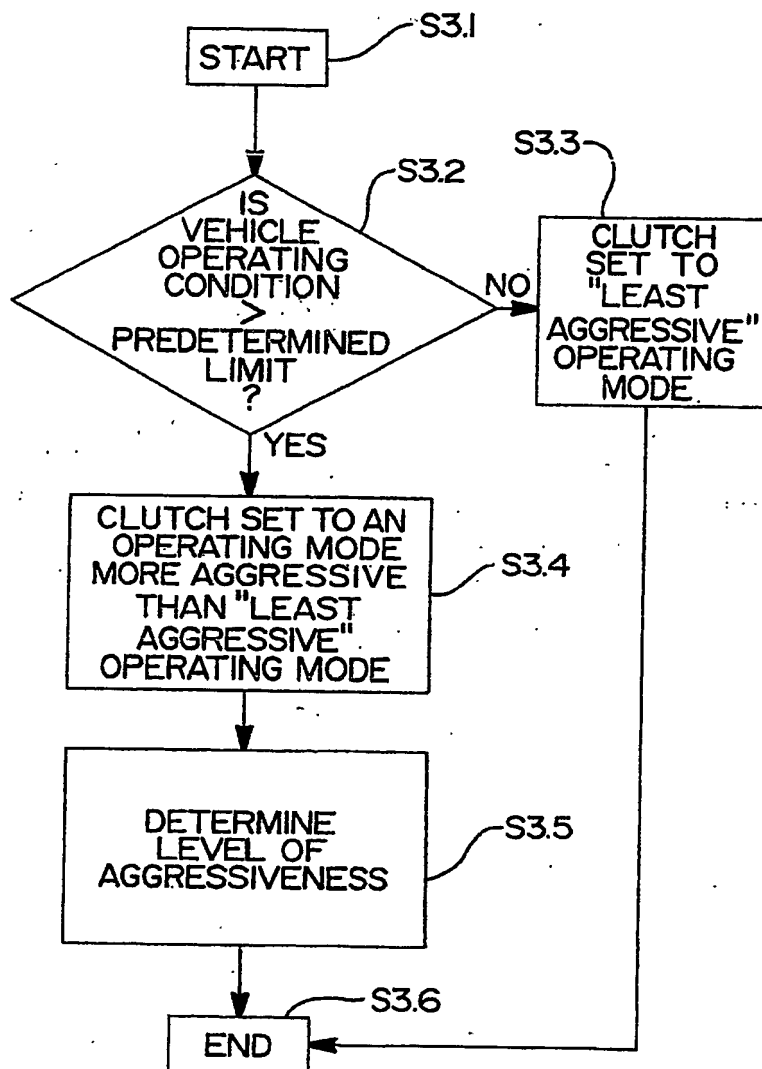 S3.1
START
S3.2
IS
VEHICLE
OPERATING
CONDITION
>
PREDETERMINED
LIMIT
?
NO
YES
S3.3
CLUTCH
SET TO
"LEAST
AGGRESSIVE"
OPERATING
MODE
CLUTCH SET TO AN
OPERATING MODE
MORE AGGRESSIVE
THAN "LEAST
AGGRESSIVE"
OPERATING MODE
S3.4
DETERMINE
LEVEL OF
AGGRESSIVENESS
S3.5
S3.6
END